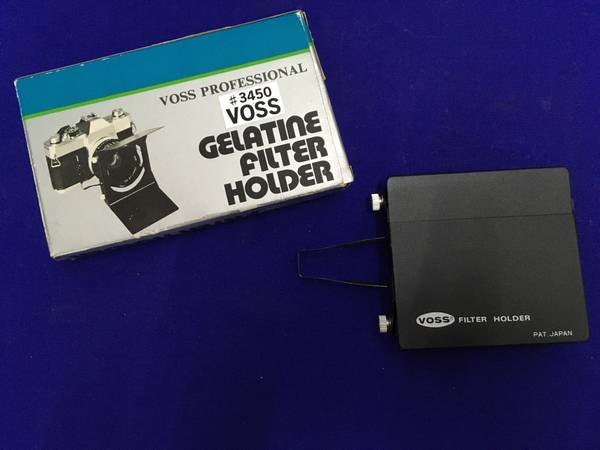 VOSS PROFESSIONAL
#3450
VOSS
GELATINE
FILTER
HOLDER
VOSS® FILTER HOLDER
PAT. JAPAN